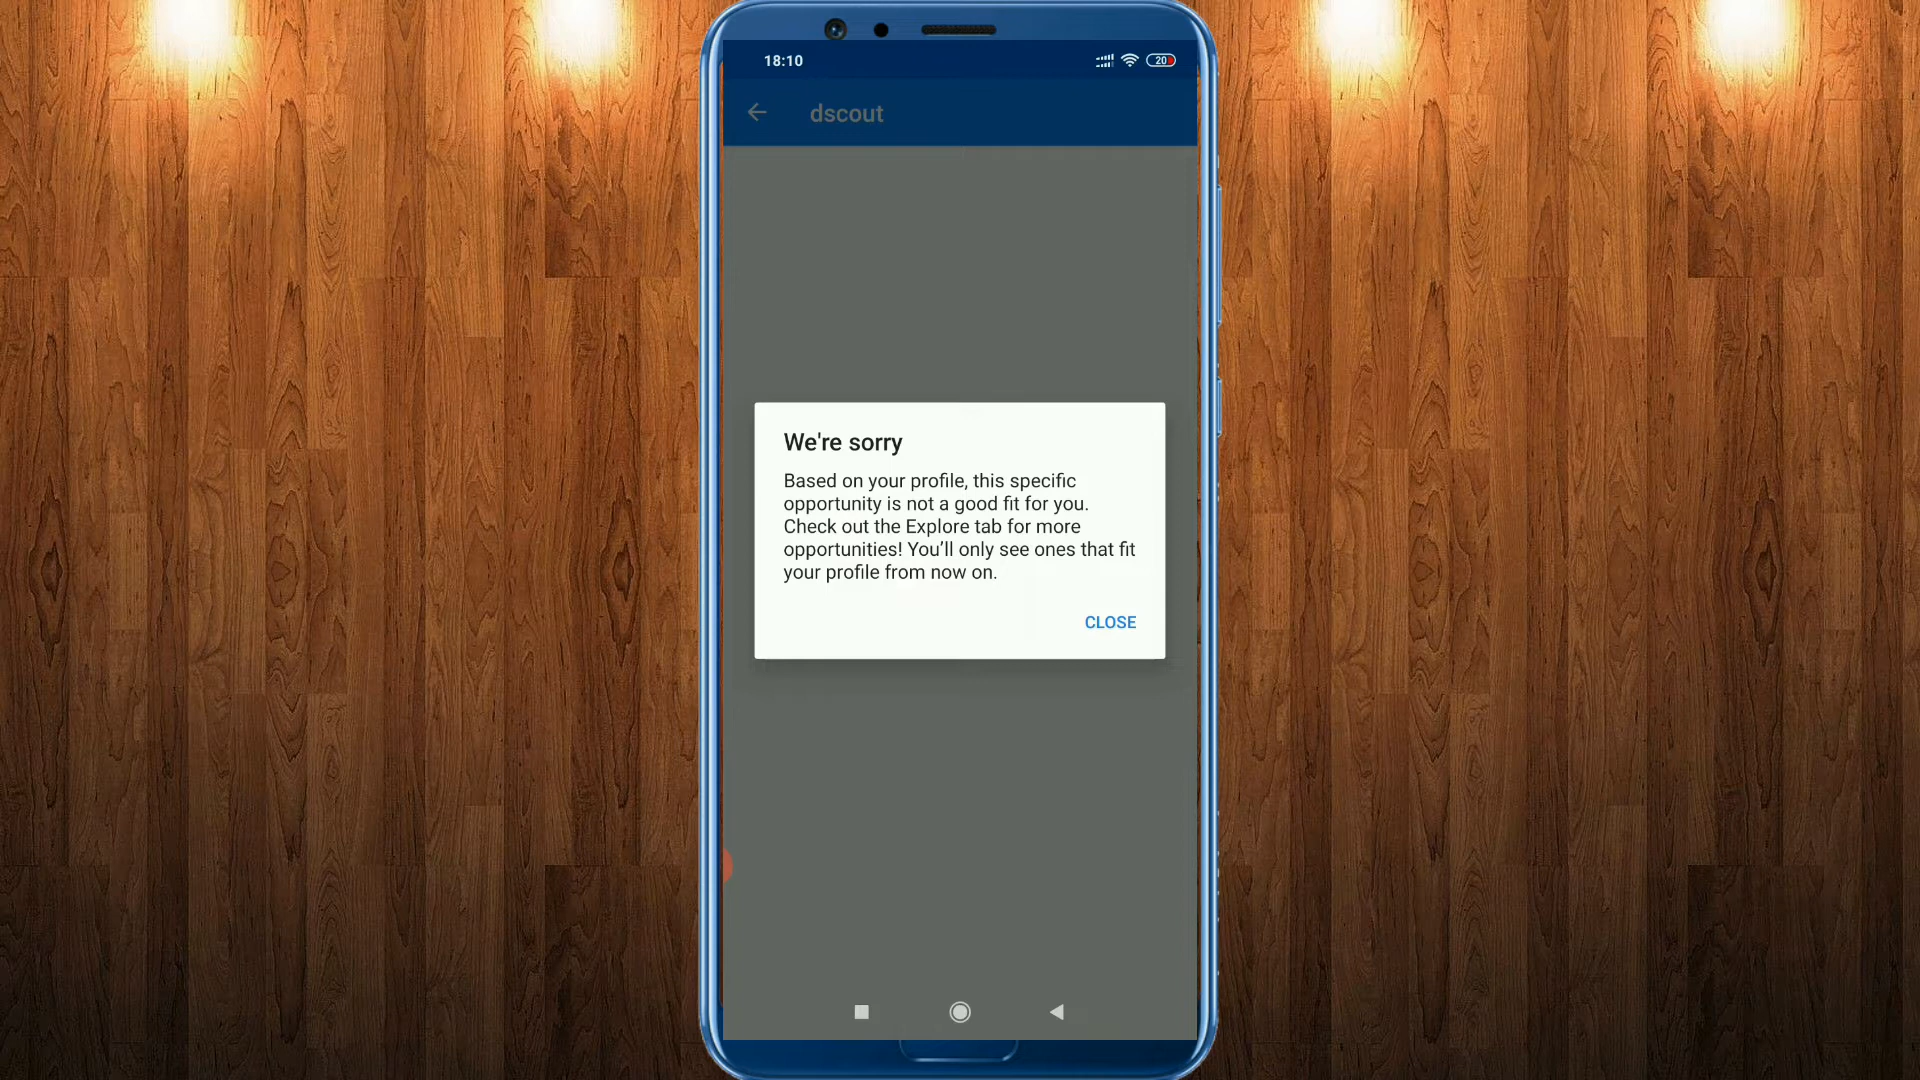 18:10
20
dscout
We're sorry
Based on your profile, this specific
opportunity is not a good fit for you.
Check out the Explore tab for more
opportunities! You’ll only see ones that fit
your profile from now on.
CLOSE